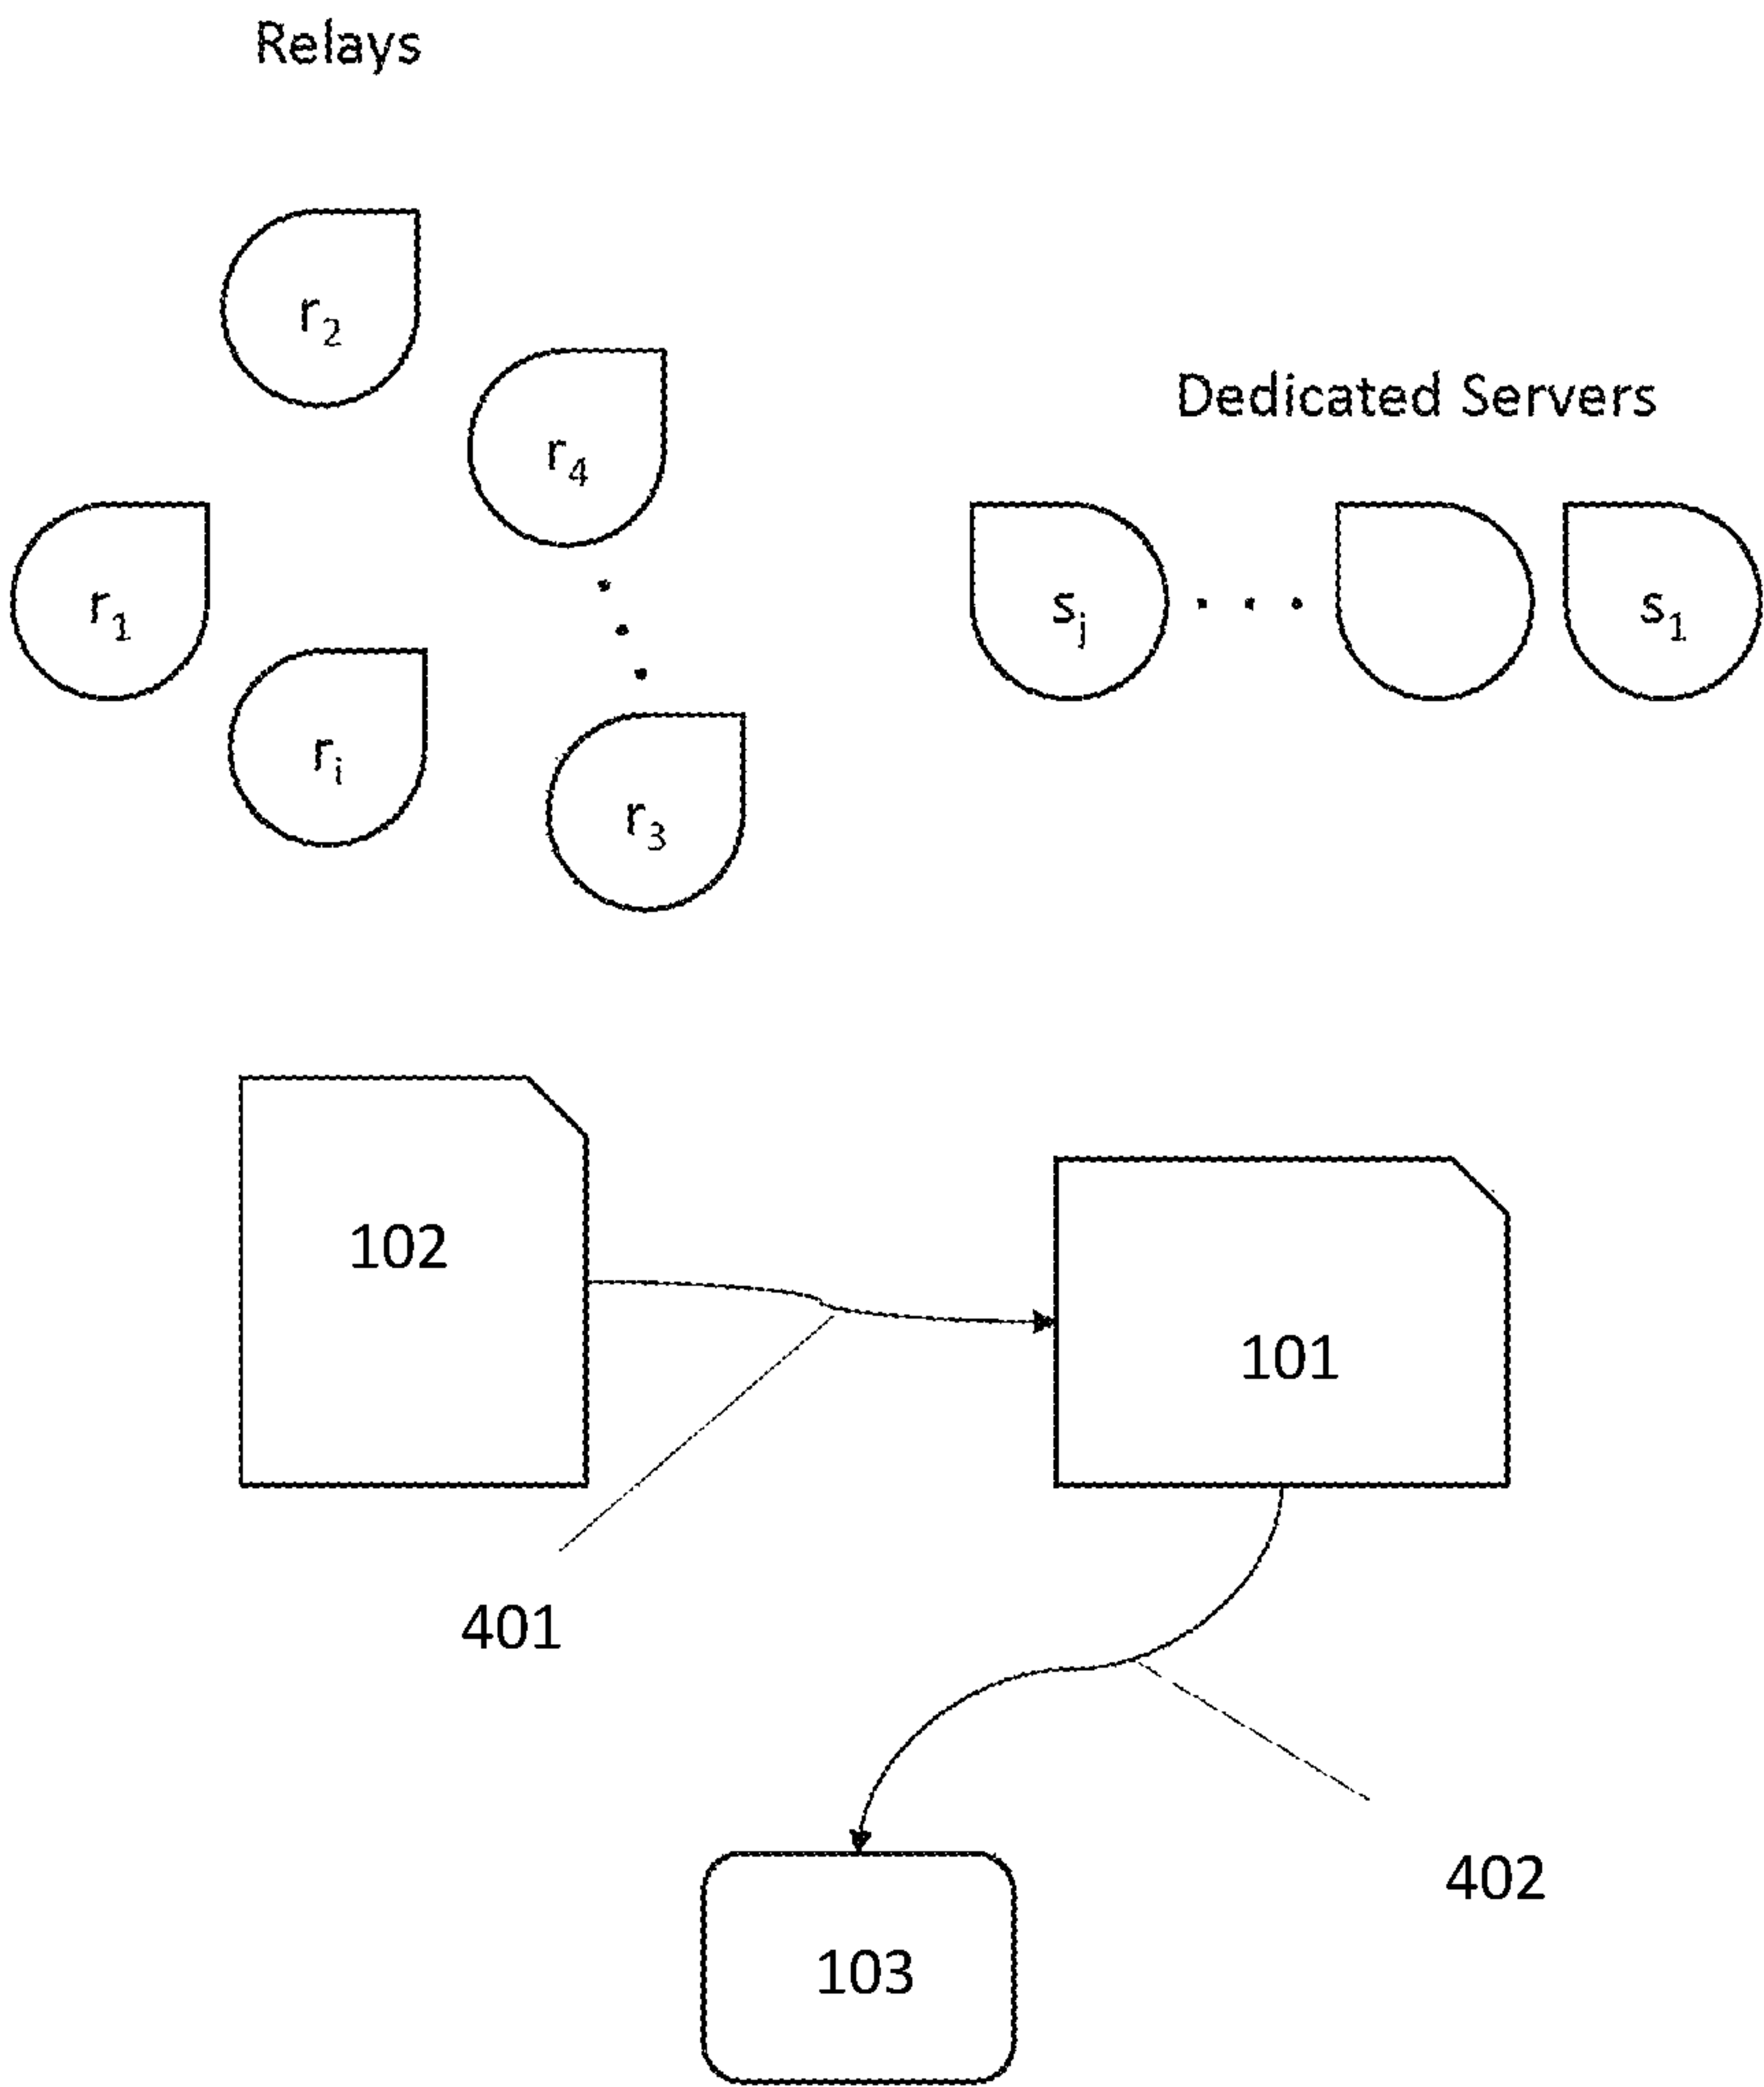 Relays
r2
r4
Dedicated Servers
r1
sj
s1
ri
r3
102
101
401
402
103